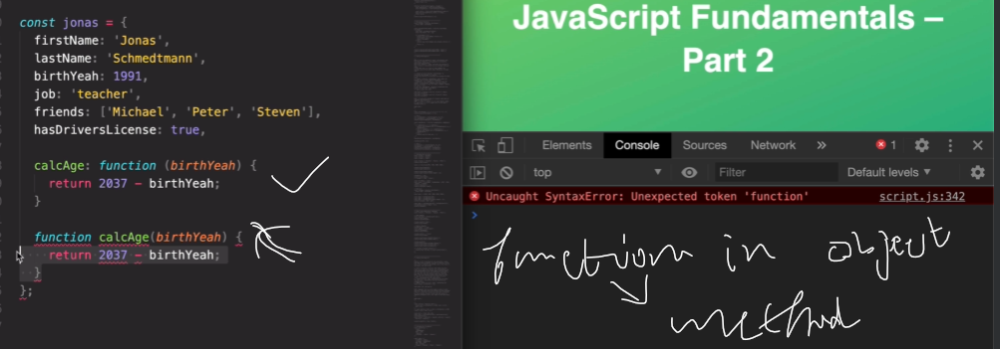 const jonas = {
firstName: 'Jonas',
lastName: 'Schmedtmann',
birthYeah: 1991,
job: 'teacher',
friends: ['Michael', 'Peter', 'Steven'],
hasDriversLicense: true,
calcAge: function (birthYeah) {
return 2037 - birthYeah;
}
function calcAge(birthYeah) {
return 2037 - birthYeah;
}
};
JavaScript Fundamentals –
Part 2
Elements Console Sources Network » 1
top Filter Default levels
Uncaught SyntaxError: Unexpected token 'function' script.js:342
function in object
method